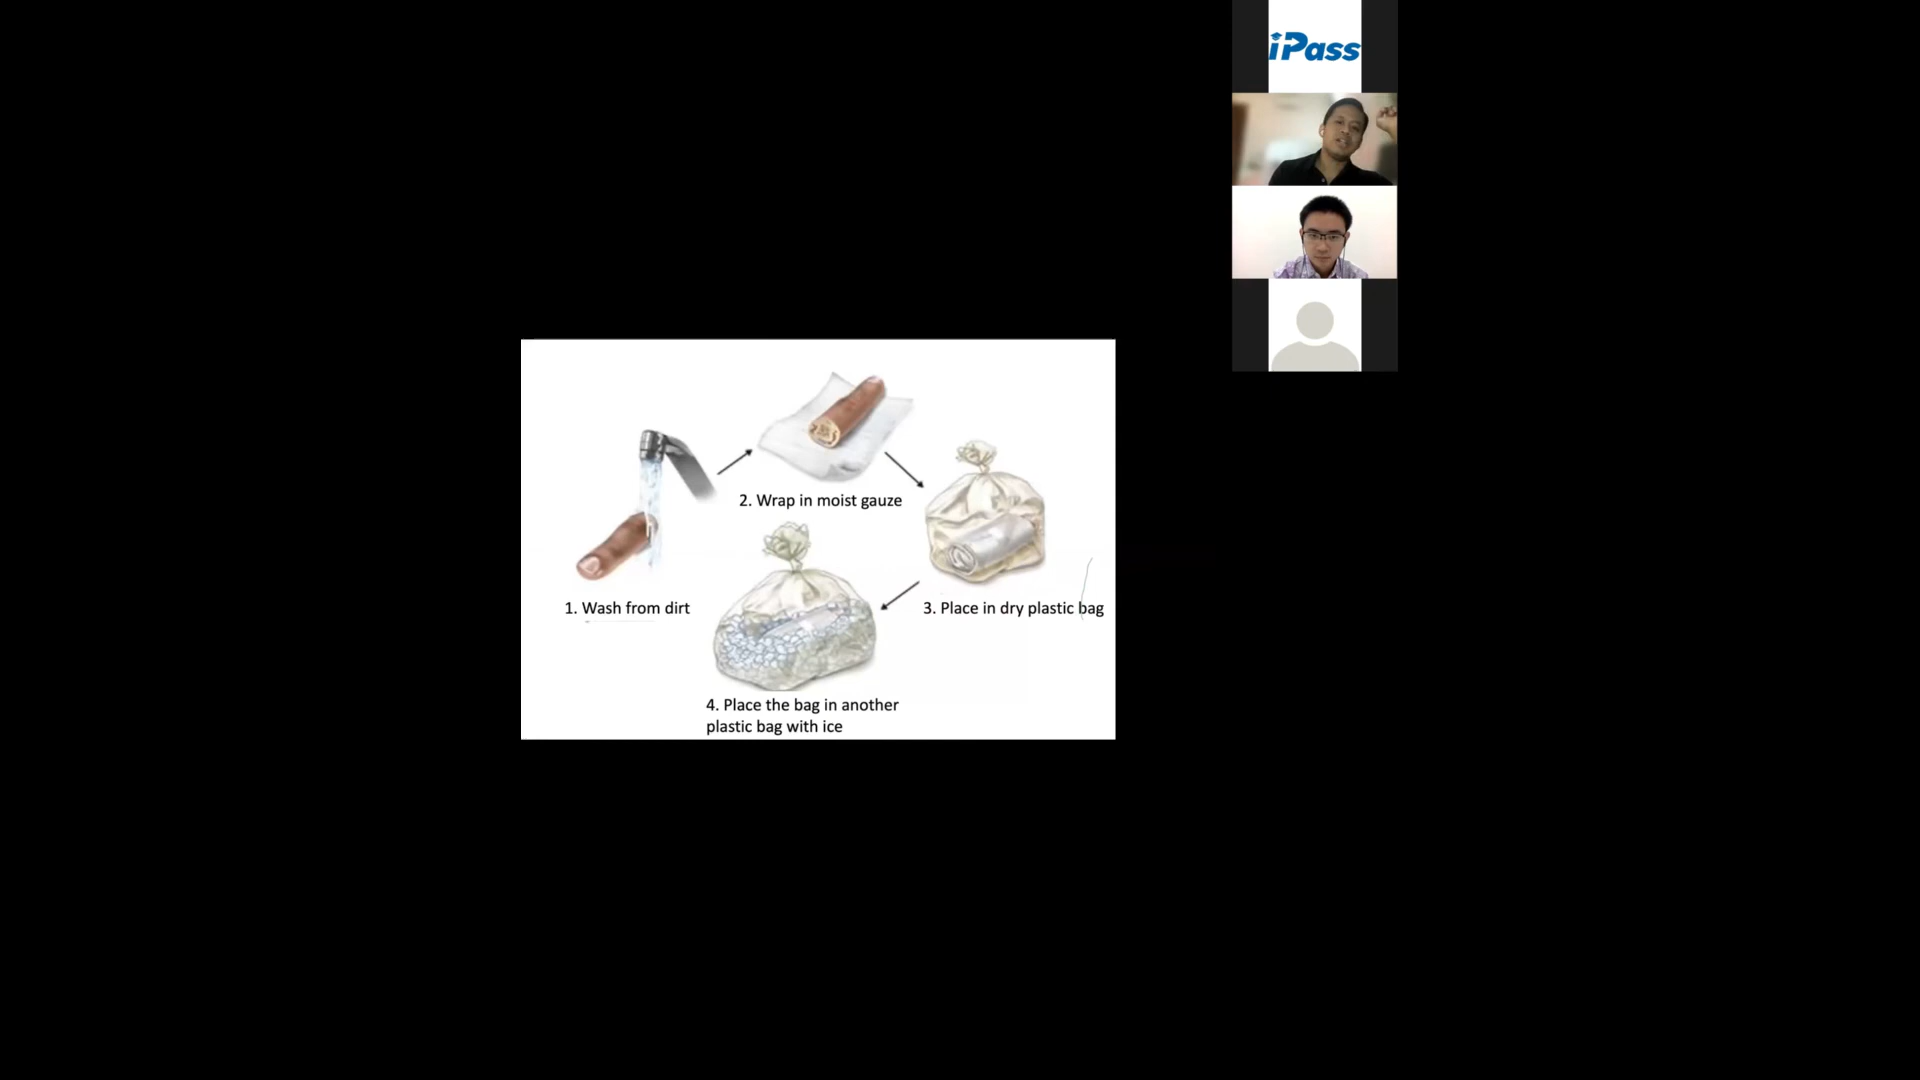 iPass
2. Wrap in moist gauze
1. Wash from dirt
3. Place in dry plastic bag
4. Place the bag in another
plastic bag with ice